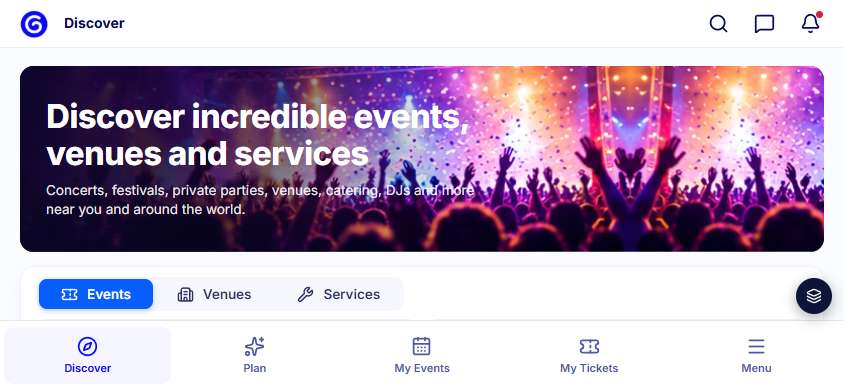 Discover
Discover incredible events,
venues and services
Concerts, festivals, private parties, venues, catering, DJs and more
near you and around the world.
Events
Venues
Services
Discover
Plan
My Events
My Tickets
Menu